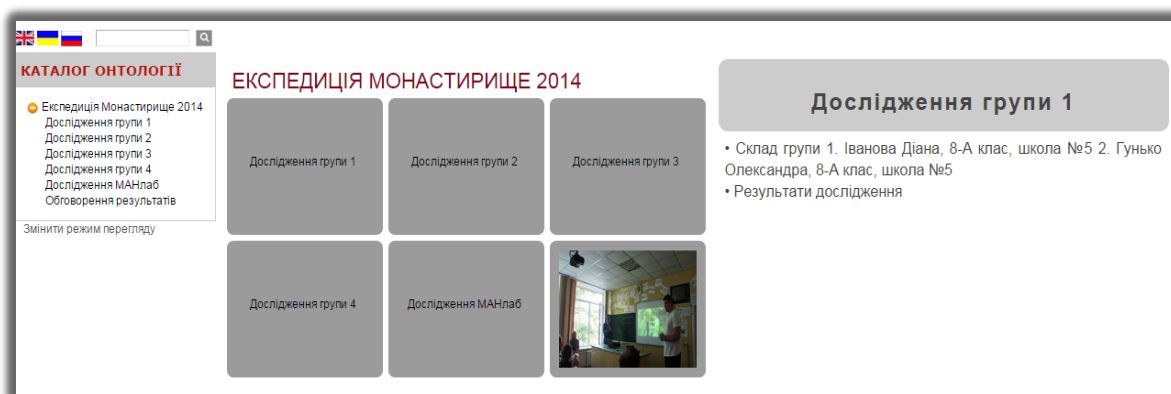 КАТАЛОГ ОНТОЛОГІЇ
Експедиція Монастирище 2014
Дослідження групи 1
Дослідження групи 2
Дослідження групи 3
Дослідження групи 4
Дослідження МАНлаб
Обговорення результатів
Змінити режим перегляду
ЕКСПЕДИЦІЯ МОНАСТИРИЩЕ 2014
Дослідження групи 1
Дослідження групи 2
Дослідження групи 3
Дослідження групи 4
Дослідження МАНлаб
Дослідження групи 1
• Склад групи 1. Іванова Діана, 8-А клас, школа №5 2. Гунько
Олександра, 8-А клас, школа №5
• Результати дослідження